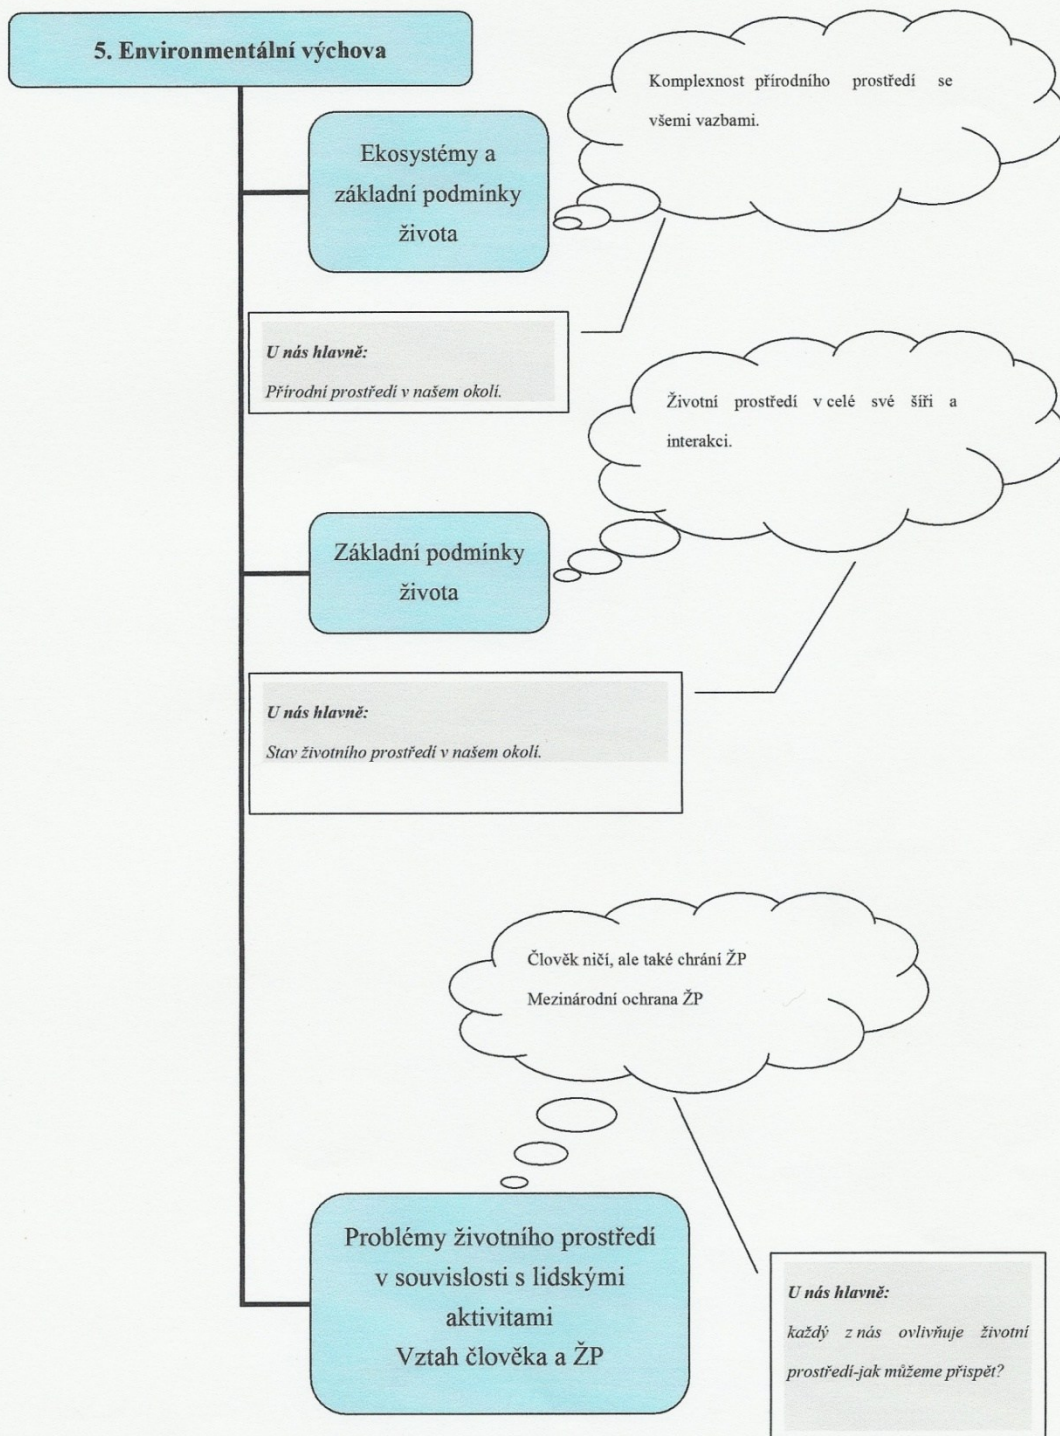 5. Environmentální výchova
Komplexnost přírodního prostředí se
všemi vazbami.
Ekosystémy a
základní podmínky
života
U nás hlavně:
Přírodní prostředí v našem okolí.
Životní prostředí v celé své šíři a
interakci.
Základní podmínky
života
U nás hlavně:
Stav životního prostředí v našem okolí.
Člověk ničí, ale také chrání ŽP
Mezinárodní ochrana ŽP
Problémy životního prostředí
v souvislosti s lidskými
aktivitami
Vztah člověka a ŽP
U nás hlavně:
každý z nás ovlivňuje životní
prostředí-jak můžeme přispět?